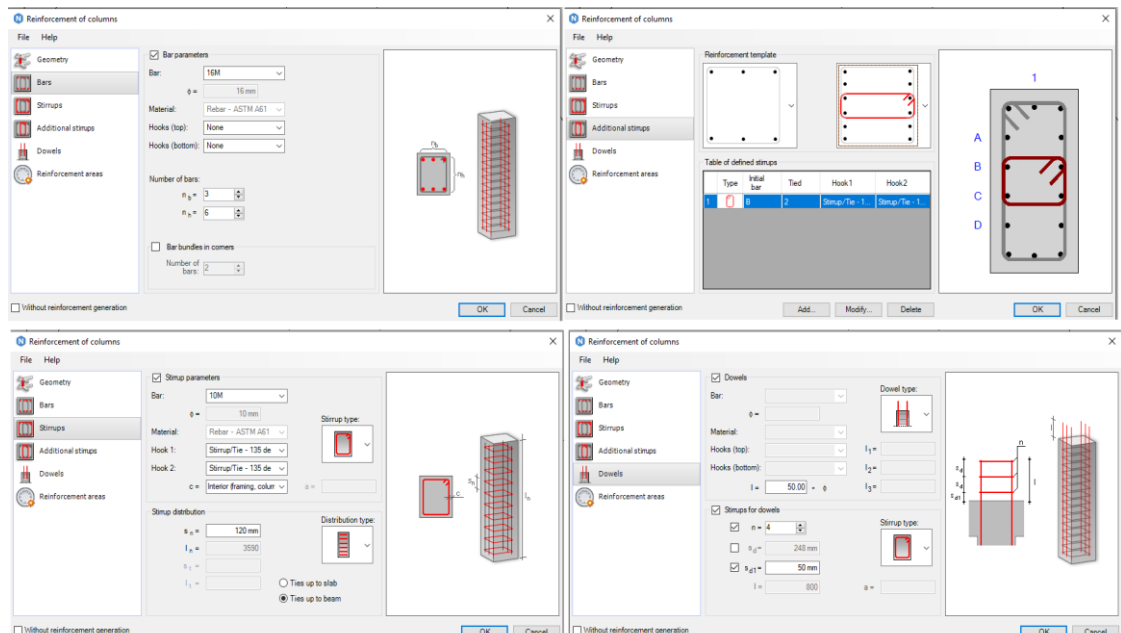 Reinforcement of columns
File Help
Geometry
Bars
Stirrups
Additional stirrups
Dowels
Reinforcement areas
Bar parameters
Bar: 16M
ϕ = 16 mm
Material: Rebar - ASTM A61
Hooks (top): None
Hooks (bottom): None
Number of bars:
n b = 3
n h = 6
Bar bundles in corners
Number of
bars: 2
n b
n h
Without reinforcement generation
OK Cancel
Reinforcement of columns
File Help
Geometry
Bars
Stirrups
Additional stirrups
Dowels
Reinforcement areas
Reinforcement template
Table of defined stirrups
Type Initial bar Tied Hook1 Hook2
1 B 2 Stirrup/Tie - 1... Stirrup/Tie - 1...
Add... Modify... Delete
1
A
B
C
D
Without reinforcement generation
OK Cancel
Reinforcement of columns
File Help
Geometry
Bars
Stirrups
Additional stirrups
Dowels
Reinforcement areas
Stirrup parameters
Bar: 10M
ϕ = 10 mm
Material: Rebar - ASTM A61
Hook 1: Stirrup/Tie - 135 de
Hook 2: Stirrup/Tie - 135 de
c = Interior (framing, colum a =
Stirrup type:
Stirrup distribution
s n = 120 mm
l n = 3590
s t =
l t =
Distribution type:
Ties up to slab
Ties up to beam
c
s n
l n
Without reinforcement generation
OK Cancel
Reinforcement of columns
File Help
Geometry
Bars
Stirrups
Additional stirrups
Dowels
Reinforcement areas
Dowels
Bar:
ϕ =
Material:
Hooks (top):
Hooks (bottom):
l = 50.00 * ϕ
Dowel type:
l 1 =
l 2 =
l 3 =
Stirrups for dowels
n = 4
s d = 248 mm
s d1 = 50 mm
l = 800
Stirrup type:
a =
n
s d
s d
s d1
l
l
Without reinforcement generation
OK Cancel